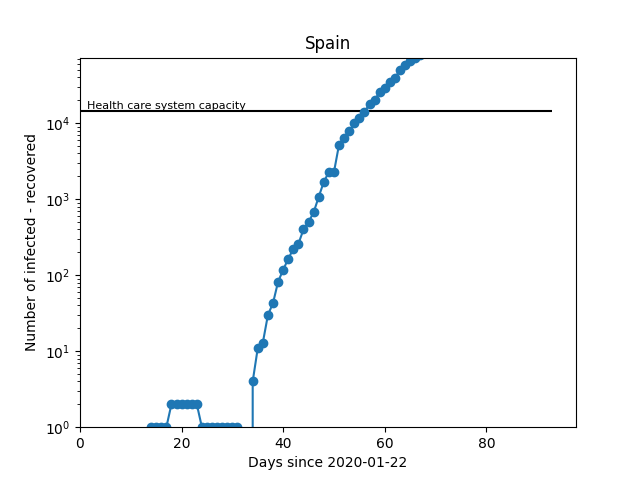 Spain
Health care system capacity
Number of infected - recovered
10^4
10^3
10^2
10^1
10^0
0 20 40 60 80
Days since 2020-01-22